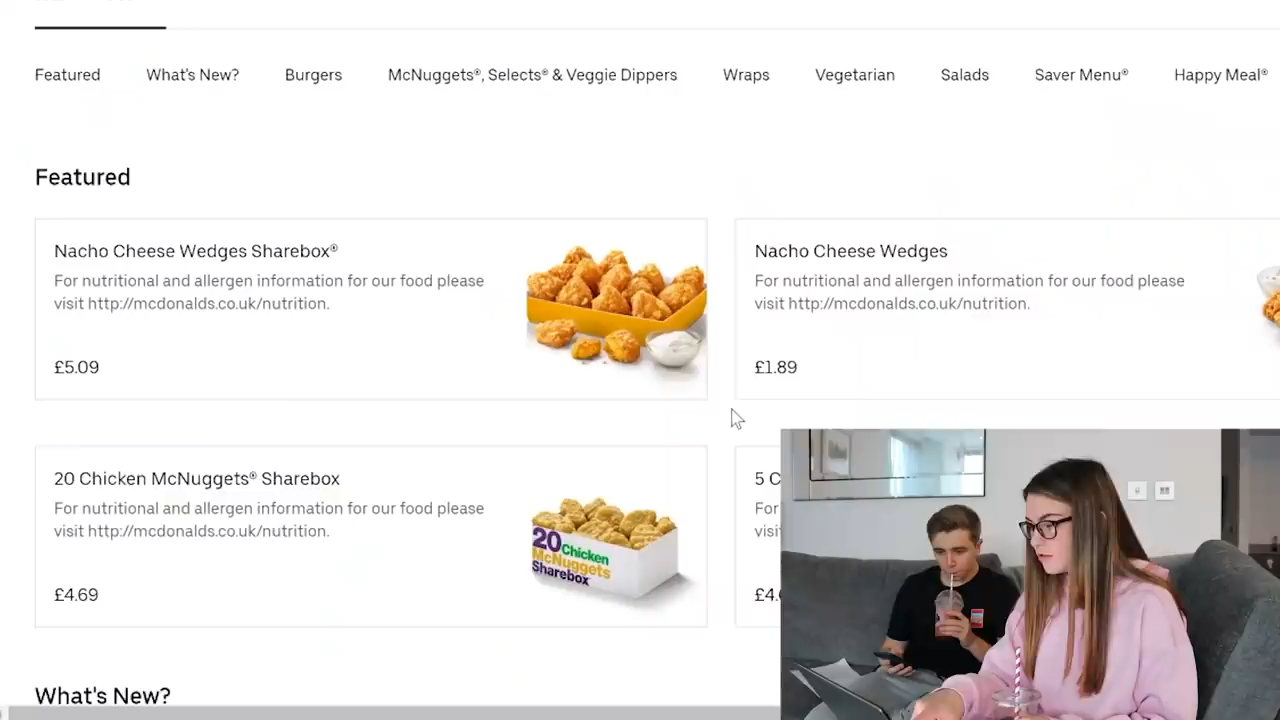 Featured
What's New?
Burgers
McNuggets®, Selects® & Veggie Dippers
Wraps
Vegetarian
Salads
Saver Menu®
Happy Meal®
Featured
Nacho Cheese Wedges Sharebox®
For nutritional and allergen information for our food please
visit http://mcdonalds.co.uk/nutrition.
£5.09
Nacho Cheese Wedges
For nutritional and allergen information for our food please
visit http://mcdonalds.co.uk/nutrition.
£1.89
20 Chicken McNuggets® Sharebox
For nutritional and allergen information for our food please
visit http://mcdonalds.co.uk/nutrition.
£4.69
20 Chicken
McNuggets
Sharebox
5 C
For
visi
£4.
What's New?